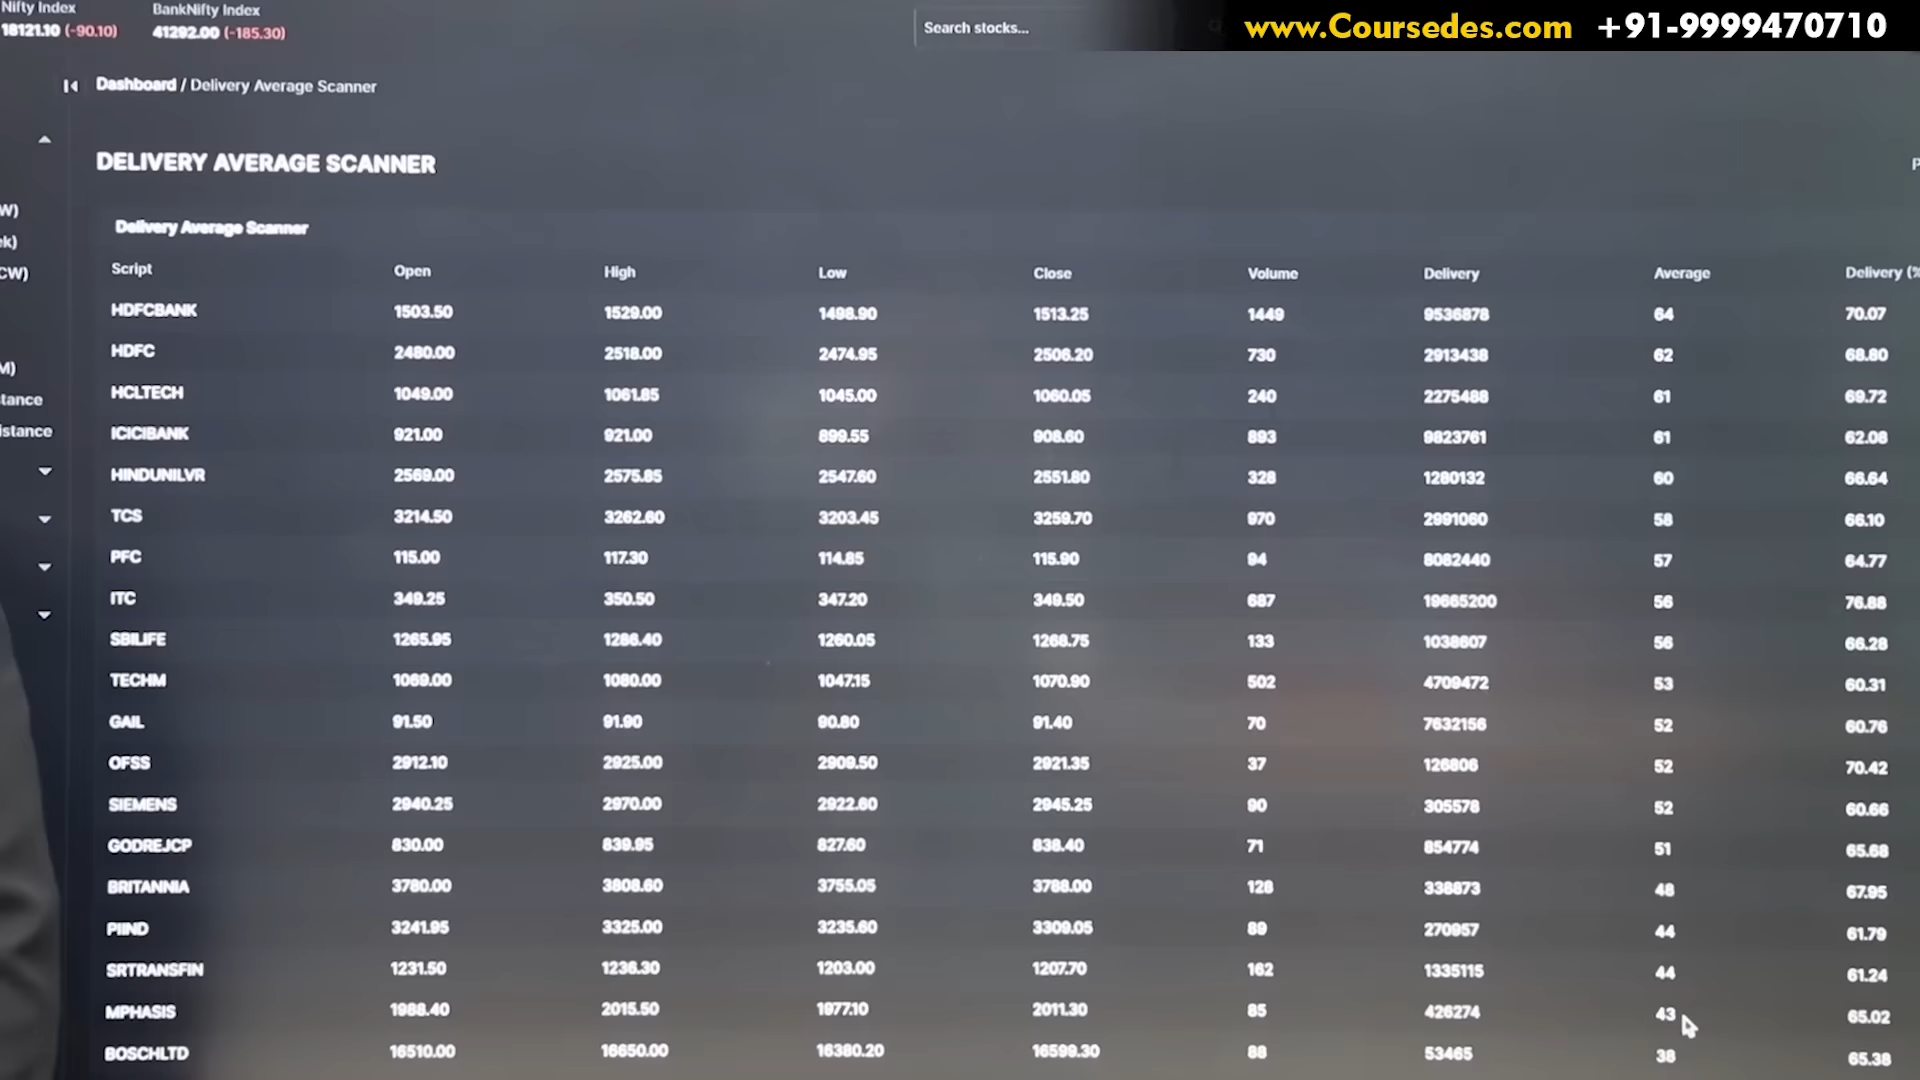 Nifty Index BankNifty Index
18121.10 (-90.10) 41292.00 (-185.30)
Search stocks...
www.Coursedes.com +91-9999470710
Dashboard / Delivery Average Scanner
DELIVERY AVERAGE SCANNER
P
W)
ek)
CW)
M)
tance
istance
Delivery Average Scanner
Script Open High Low Close Volume Delivery Average Delivery (%
HDFCBANK 1503.50 1529.00 1498.90 1513.25 1449 9536878 64 70.07
HDFC 2480.00 2518.00 2474.95 2506.20 730 2913438 62 68.80
HCLTECH 1049.00 1061.85 1045.00 1060.05 240 2275488 61 69.72
ICICIBANK 921.00 921.00 899.55 908.60 893 9823761 61 62.08
HINDUNILVR 2569.00 2575.85 2547.60 2551.80 328 1280132 60 66.64
TCS 3214.50 3262.60 3203.45 3259.70 970 2991060 58 66.10
PFC 115.00 117.30 114.85 115.90 94 8082440 57 64.77
ITC 349.25 350.50 347.20 349.50 687 19665200 56 76.88
SBILIFE 1265.95 1286.40 1260.05 1268.75 133 1038607 56 66.28
TECHM 1069.00 1080.00 1047.15 1070.90 502 4709472 53 60.31
GAIL 91.50 91.90 90.80 91.40 70 7632156 52 60.76
OFSS 2912.10 2925.00 2909.50 2921.35 37 126806 52 70.42
SIEMENS 2940.25 2970.00 2922.60 2945.25 90 305578 52 60.66
GODREJCP 830.00 839.95 827.60 838.40 71 854774 51 65.68
BRITANNIA 3780.00 3808.60 3755.05 3788.00 128 338873 48 67.95
PIIND 3241.95 3325.00 3235.60 3309.05 89 270957 44 61.79
SRTRANSFIN 1231.50 1236.30 1203.00 1207.70 162 1335115 44 61.24
MPHASIS 1988.40 2015.50 1977.10 2011.30 85 426274 43 65.02
BOSCHLTD 16510.00 16650.00 16380.20 16599.30 88 53465 38 65.38